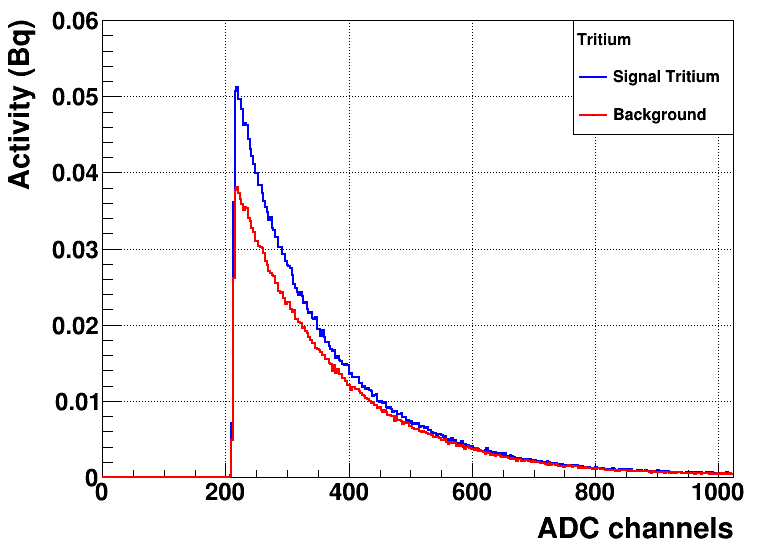 Activity (Bq)
0.06
0.05
0.04
0.03
0.02
0.01
0
Tritium
Signal Tritium
Background
0 200 400 600 800 1000
ADC channels